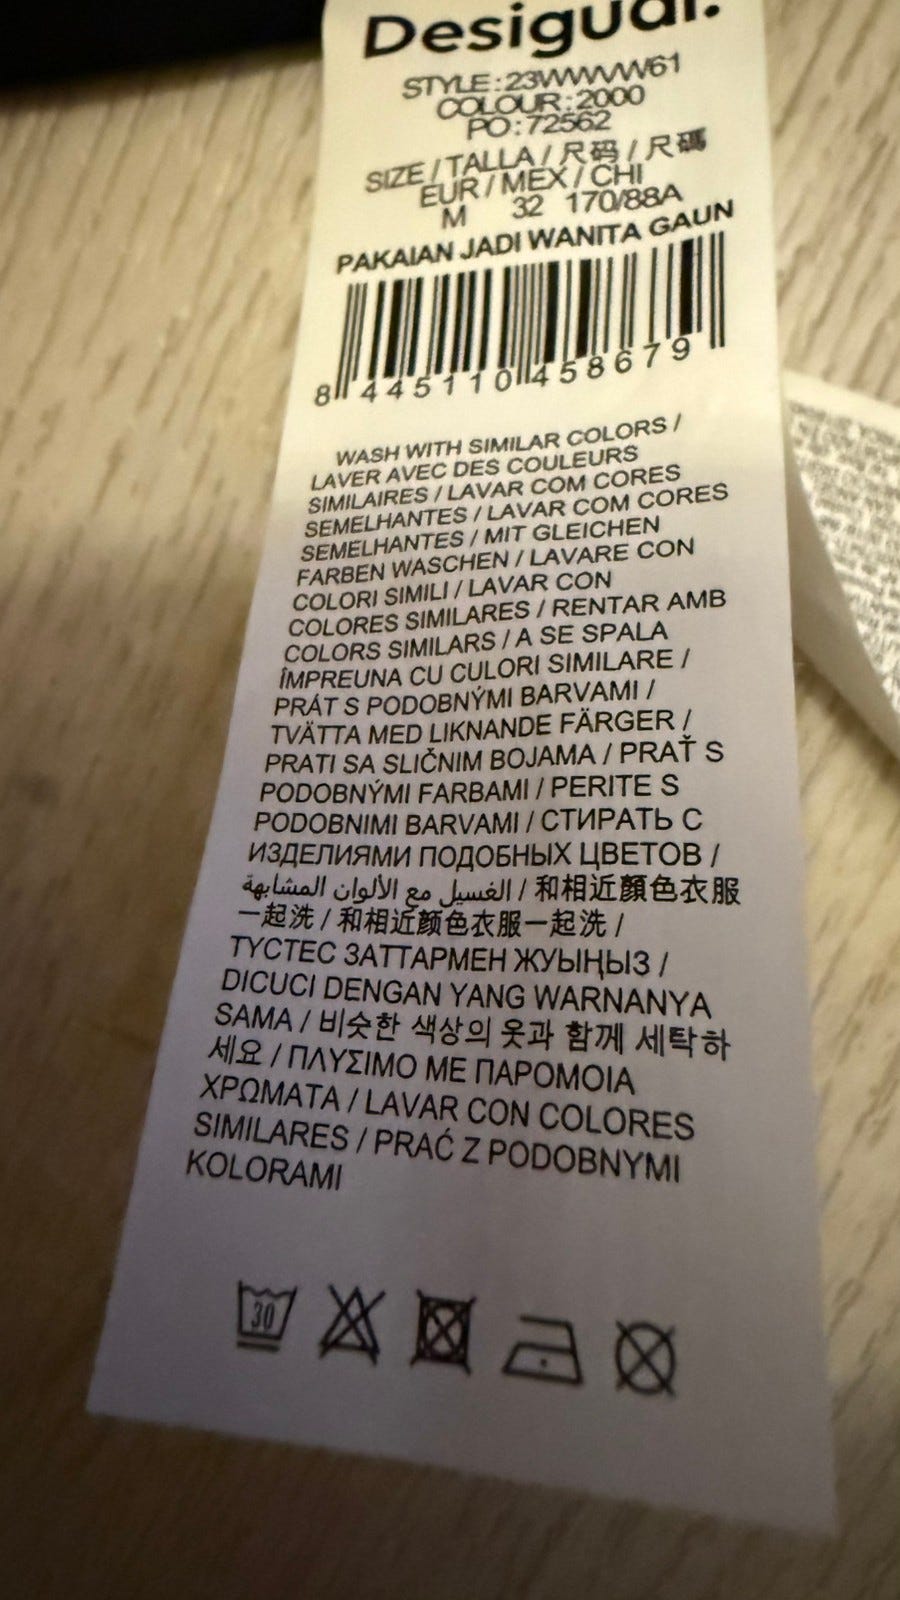 Desigual.
STYLE:23WWVW61
COLOUR:2000
PO:72562
SIZE / TALLA / 尺码 / 尺碼
EUR / MEX / CHI
M 32 170/88A
PAKAIAN JADI WANITA GAUN
8 445110 458679
WASH WITH SIMILAR COLORS /
LAVER AVEC DES COULEURS
SIMILAIRES / LAVAR COM CORES
SEMELHANTES / LAVAR COM CORES
SEMELHANTES / MIT GLEICHEN
FARBEN WASCHEN / LAVARE CON
COLORI SIMILI / LAVAR CON
COLORES SIMILARES / RENTAR AMB
COLORS SIMILARS / A SE SPALA
ÎMPREUNA CU CULORI SIMILARE /
PRÁT S PODOBNÝMI BARVAMI /
TVÄTTA MED LIKNANDE FÄRGER /
PRATI SA SLIČNIM BOJAMA / PRAŤ S
PODOBNÝMI FARBAMI / PERITE S
PODOBNIMI BARVAMI / СТИРАТЬ С
ИЗДЕЛИЯМИ ПОДОБНЫХ ЦВЕТОВ /
الغسيل مع الألوان المشابهة / 和相近顏色衣服
一起洗 / 和相近颜色衣服一起洗 /
ТҮСТЕС ЗАТТАРМЕН ЖУЫҢЫЗ /
DICUCI DENGAN YANG WARNANYA
SAMA / 비슷한 색상의 옷과 함께 세탁하
세요 / ΠΛΥΣΙΜΟ ΜΕ ΠΑΡΟΜΟΙΑ
ΧΡΩΜΑΤΑ / LAVAR CON COLORES
SIMILARES / PRAĆ Z PODOBNYMI
KOLORAMI
30